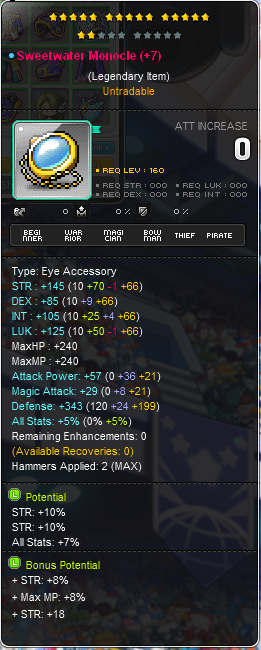 Sweetwater Monocle (+7)
(Legendary Item)
Untradable
ATT INCREASE
0
REQ LEV : 160
REQ STR : 000 REQ LUK : 000
REQ DEX : 000 REQ INT : 000
0 0 % 0 %
BEGINNER WARRIOR MAGICIAN BOWMAN THIEF PIRATE
Type: Eye Accessory
STR : +145 (10 +70 -1 +66)
DEX : +85 (10 +9 +66)
INT : +105 (10 +25 +4 +66)
LUK : +125 (10 +50 -1 +66)
MaxHP : +240
MaxMP : +240
Attack Power: +57 (0 +36 +21)
Magic Attack: +29 (0 +8 +21)
Defense: +343 (120 +24 +199)
All Stats: +5% (0% +5%)
Remaining Enhancements: 0
(Available Recoveries: 0)
Hammers Applied: 2 (MAX)
L Potential
STR: +10%
STR: +10%
All Stats: +7%
L Bonus Potential
+ STR: +8%
+ Max MP: +8%
+ STR: +18